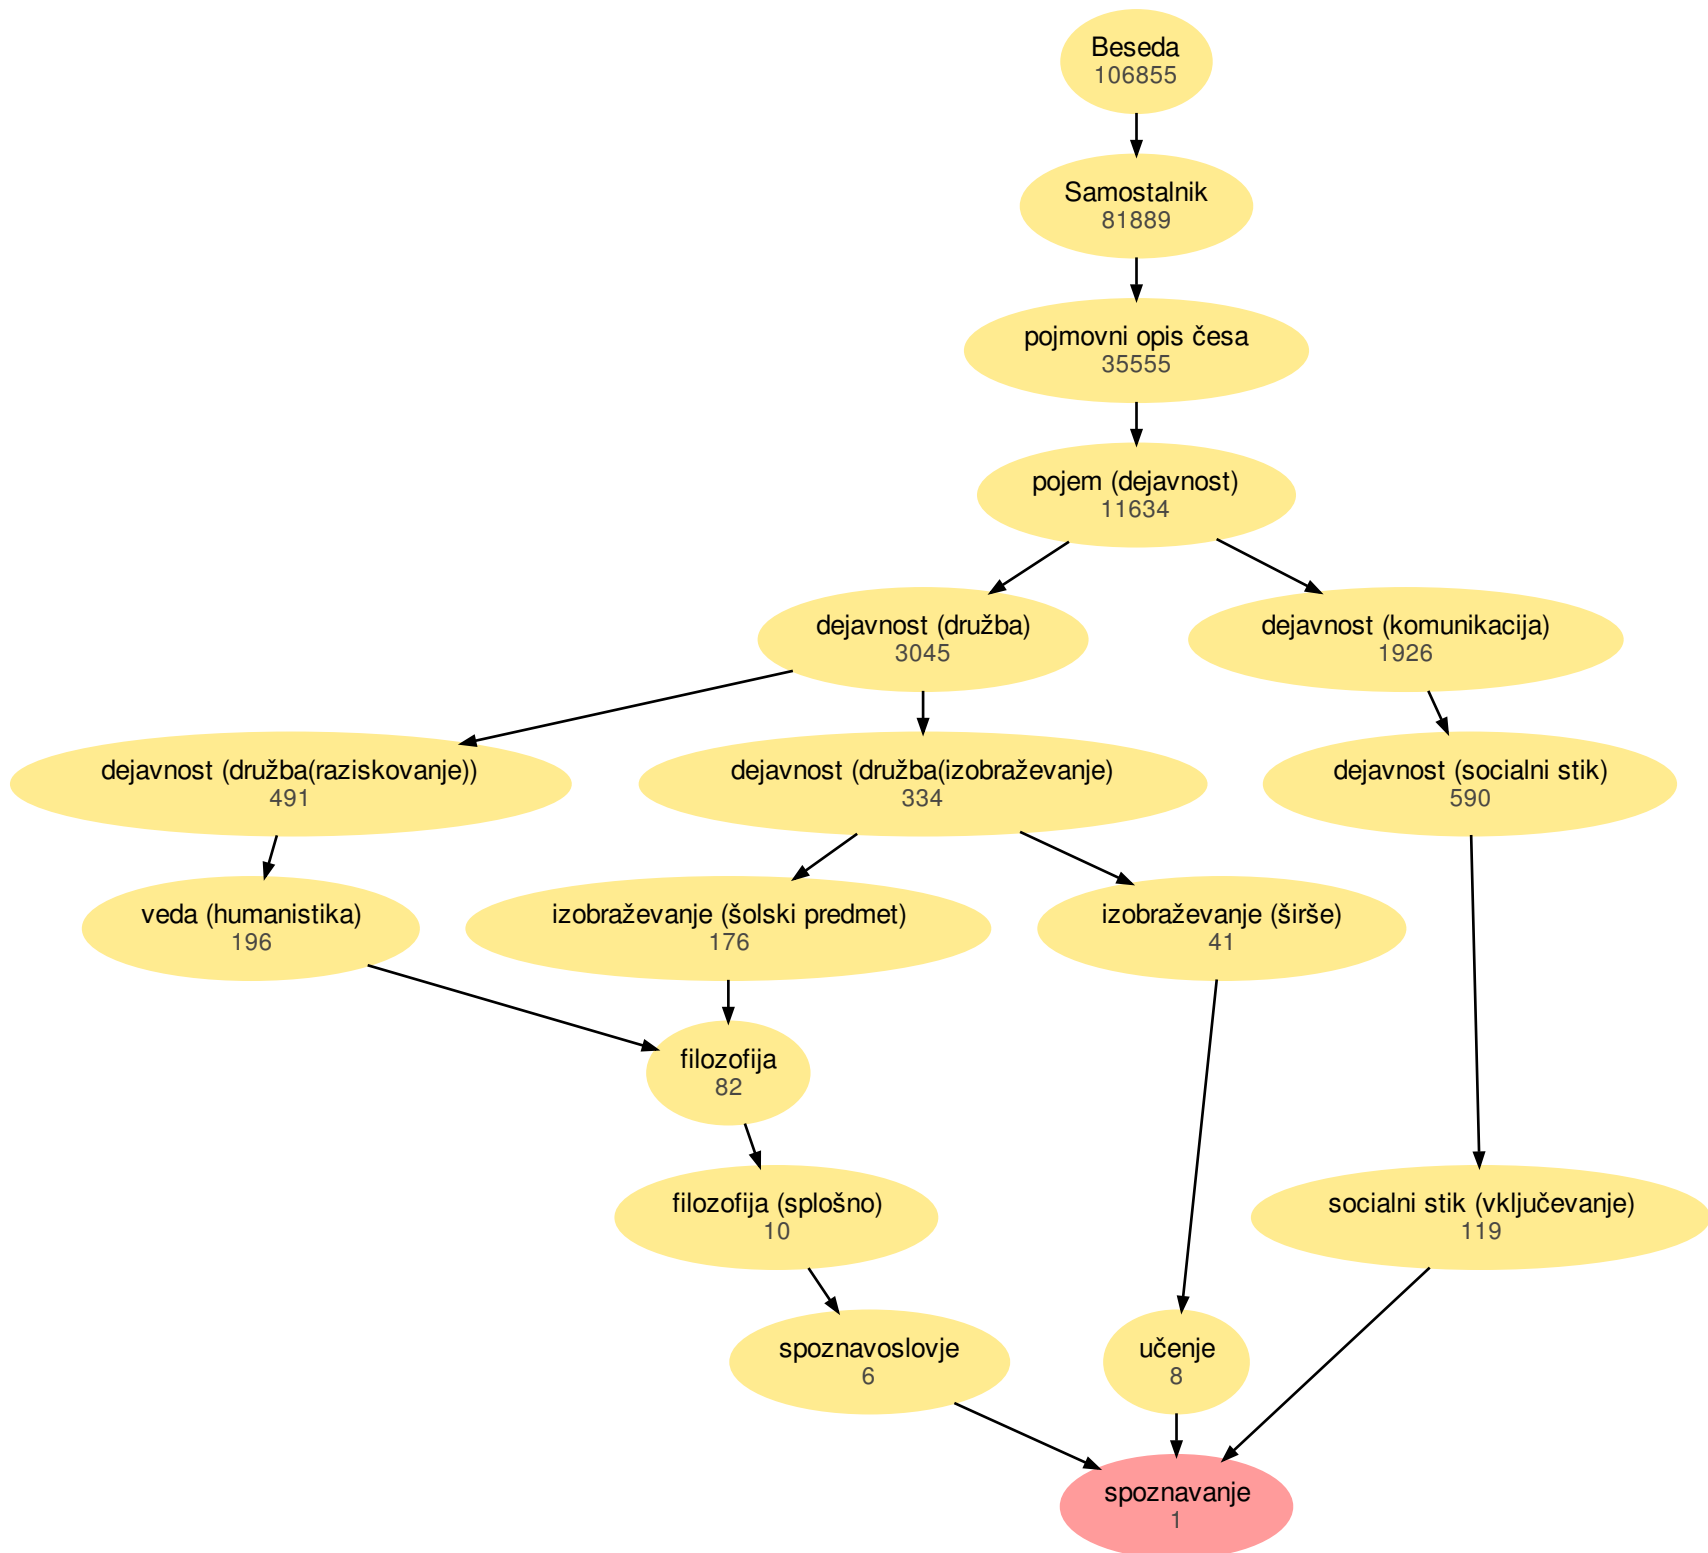 Beseda
106855
Samostalnik
81889
pojmovni opis česa
35555
pojem (dejavnost)
11634
dejavnost (družba)
3045
dejavnost (komunikacija)
1926
dejavnost (družba(raziskovanje))
491
dejavnost (družba(izobraževanje)
334
dejavnost (socialni stik)
590
veda (humanistika)
196
izobraževanje (šolski predmet)
176
izobraževanje (širše)
41
filozofija
82
filozofija (splošno)
10
socialni stik (vključevanje)
119
spoznavoslovje
6
učenje
8
spoznavanje
1